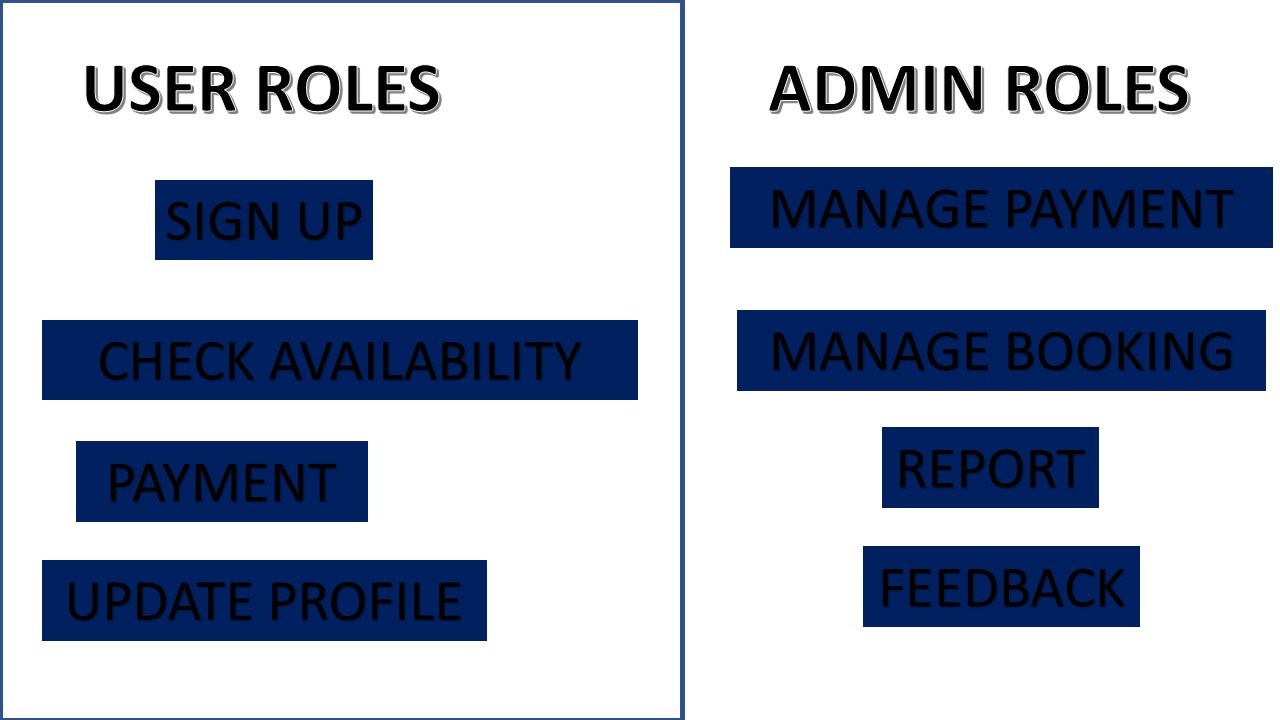 USER ROLES
SIGN UP
CHECK AVAILABILITY
PAYMENT
UPDATE PROFILE
ADMIN ROLES
MANAGE PAYMENT
MANAGE BOOKING
REPORT
FEEDBACK